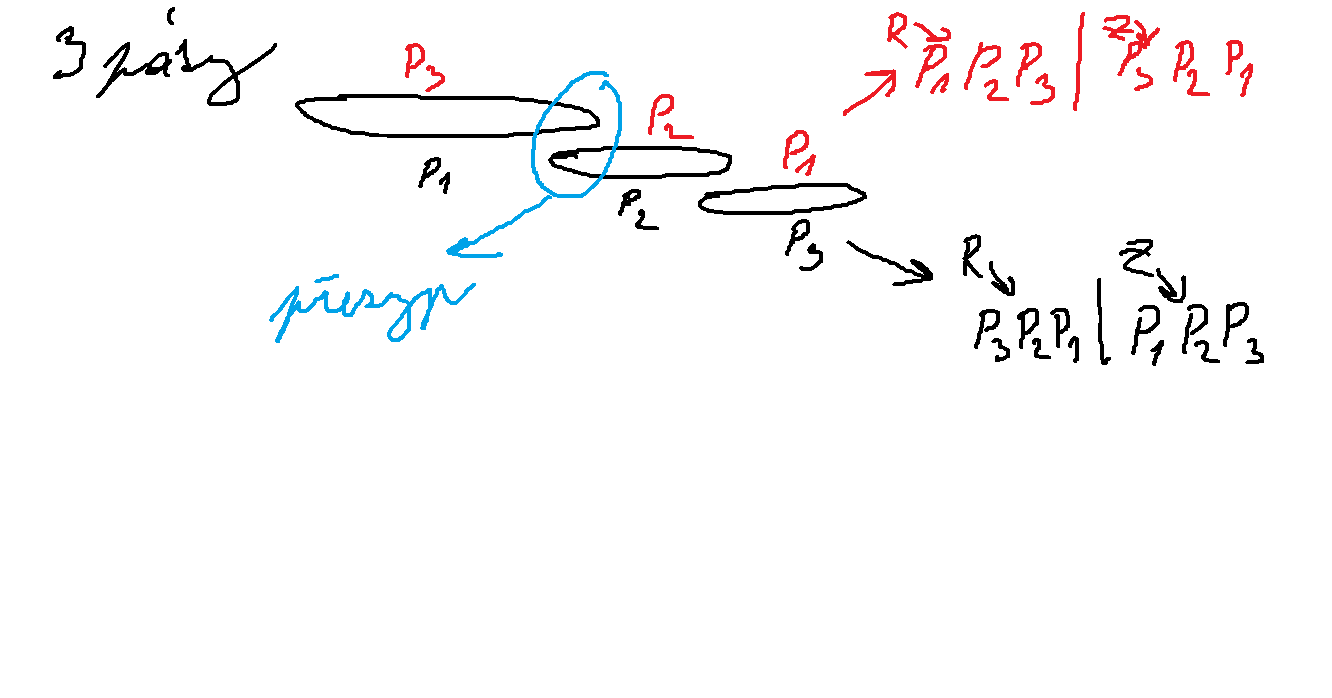 3 pásy
P3
P1
P2
P2
P1
P3
přesyp
R Z
P1 P2 P3 | P3 P2 P1
R Z
P3 P2 P1 | P1 P2 P3